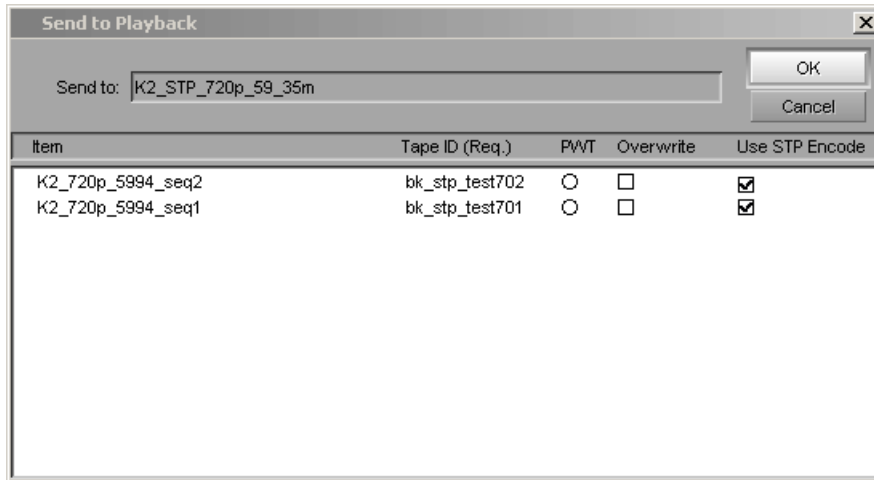 Send to Playback
Send to: K2_STP_720p_59_35m
OK
Cancel
Item Tape ID (Req.) PWT Overwrite Use STP Encode
K2_720p_5994_seq2 bk_stp_test702
K2_720p_5994_seq1 bk_stp_test701